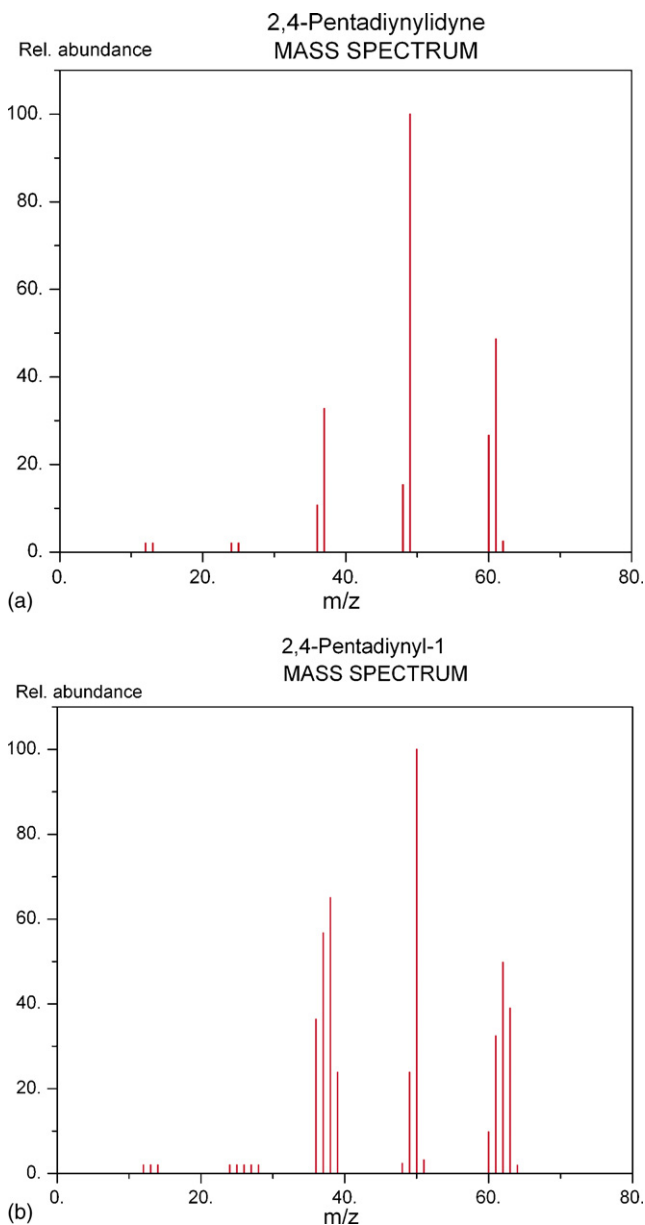 2,4-Pentadiynylidyne
MASS SPECTRUM
Rel. abundance
100.
80.
60.
40.
20.
0.
0. 20. 40. 60. 80.
m/z
(a)
2,4-Pentadiynyl-1
MASS SPECTRUM
Rel. abundance
100.
80.
60.
40.
20.
0.
0. 20. 40. 60. 80.
m/z
(b)